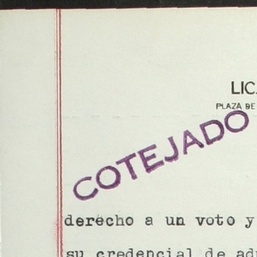 LIC
PLAZA DE
COTEJADO
derecho a un voto y
su credencial de ad